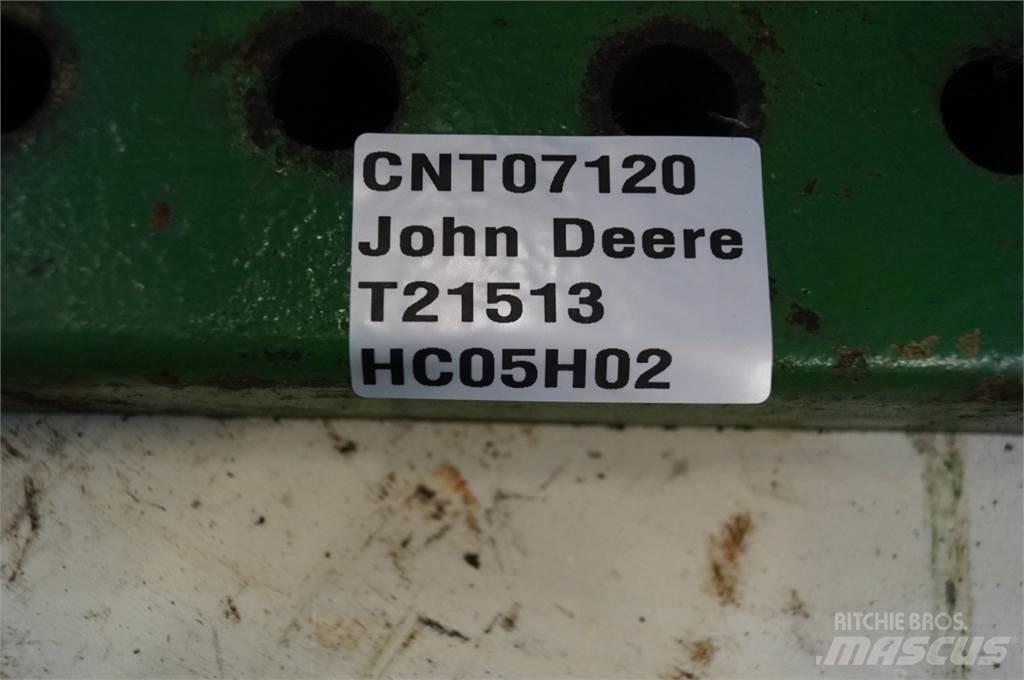 CNT07120
John Deere
T21513
HC05H02
RITCHIE BROS.
MASCUS